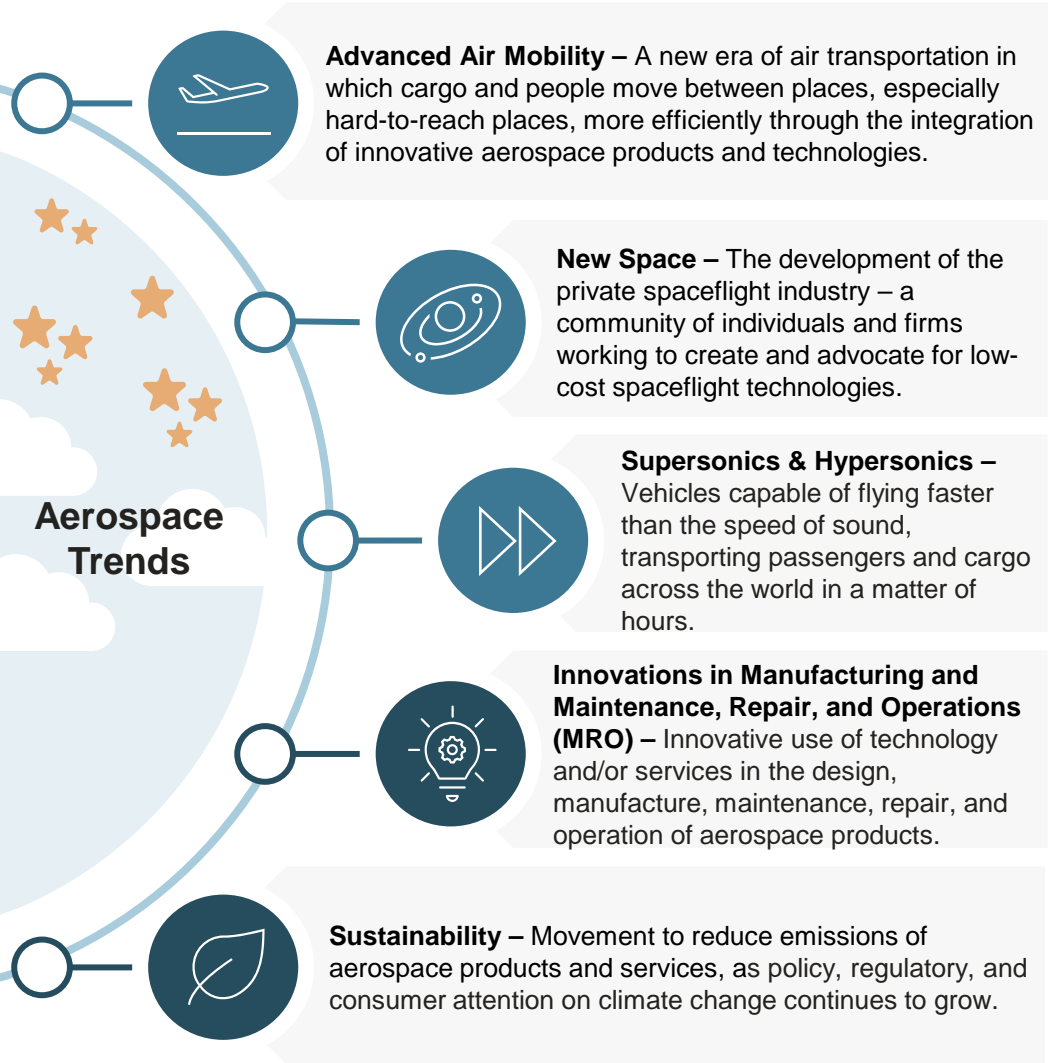 Advanced Air Mobility – A new era of air transportation in
which cargo and people move between places, especially
hard-to-reach places, more efficiently through the integration
of innovative aerospace products and technologies.
New Space – The development of the
private spaceflight industry – a
community of individuals and firms
working to create and advocate for low-
cost spaceflight technologies.
Aerospace
Trends
Supersonics & Hypersonics –
Vehicles capable of flying faster
than the speed of sound,
transporting passengers and cargo
across the world in a matter of
hours.
Innovations in Manufacturing and
Maintenance, Repair, and Operations
(MRO) – Innovative use of technology
and/or services in the design,
manufacture, maintenance, repair, and
operation of aerospace products.
Sustainability – Movement to reduce emissions of
aerospace products and services, as policy, regulatory, and
consumer attention on climate change continues to grow.